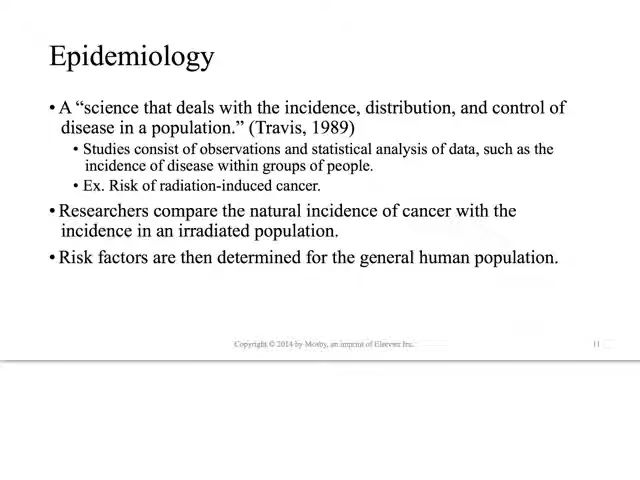 Epidemiology
• A “science that deals with the incidence, distribution, and control of
disease in a population.” (Travis, 1989)
• Studies consist of observations and statistical analysis of data, such as the
incidence of disease within groups of people.
• Ex. Risk of radiation-induced cancer.
• Researchers compare the natural incidence of cancer with the
incidence in an irradiated population.
• Risk factors are then determined for the general human population.
Copyright © 2014 by Mosby, an imprint of Elsevier Inc.
11